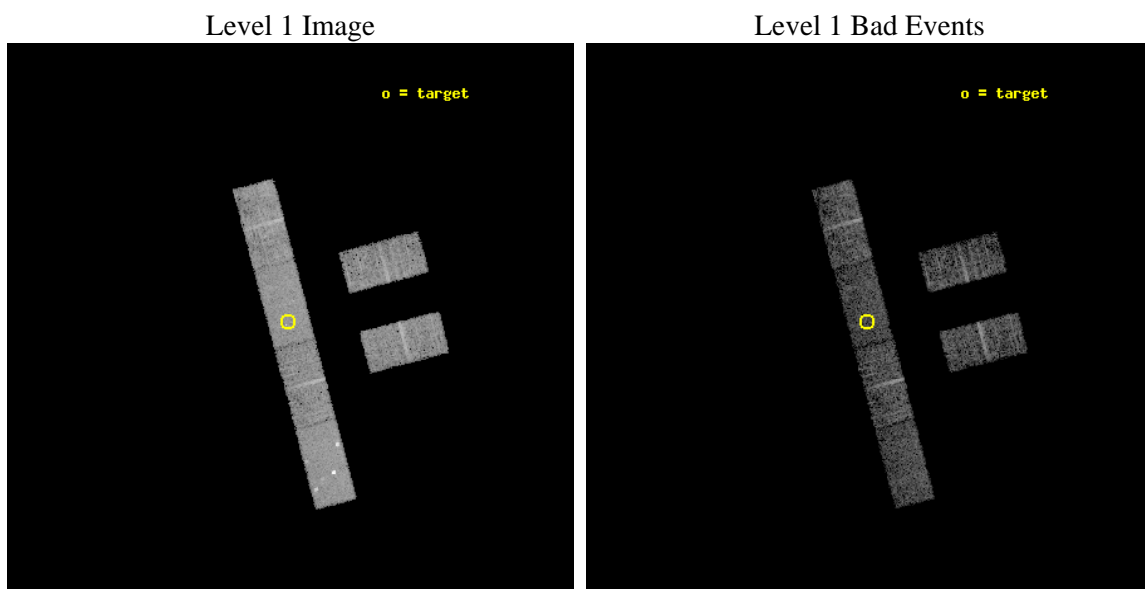 Level 1 Image
Level 1 Bad Events
o = target
o = target